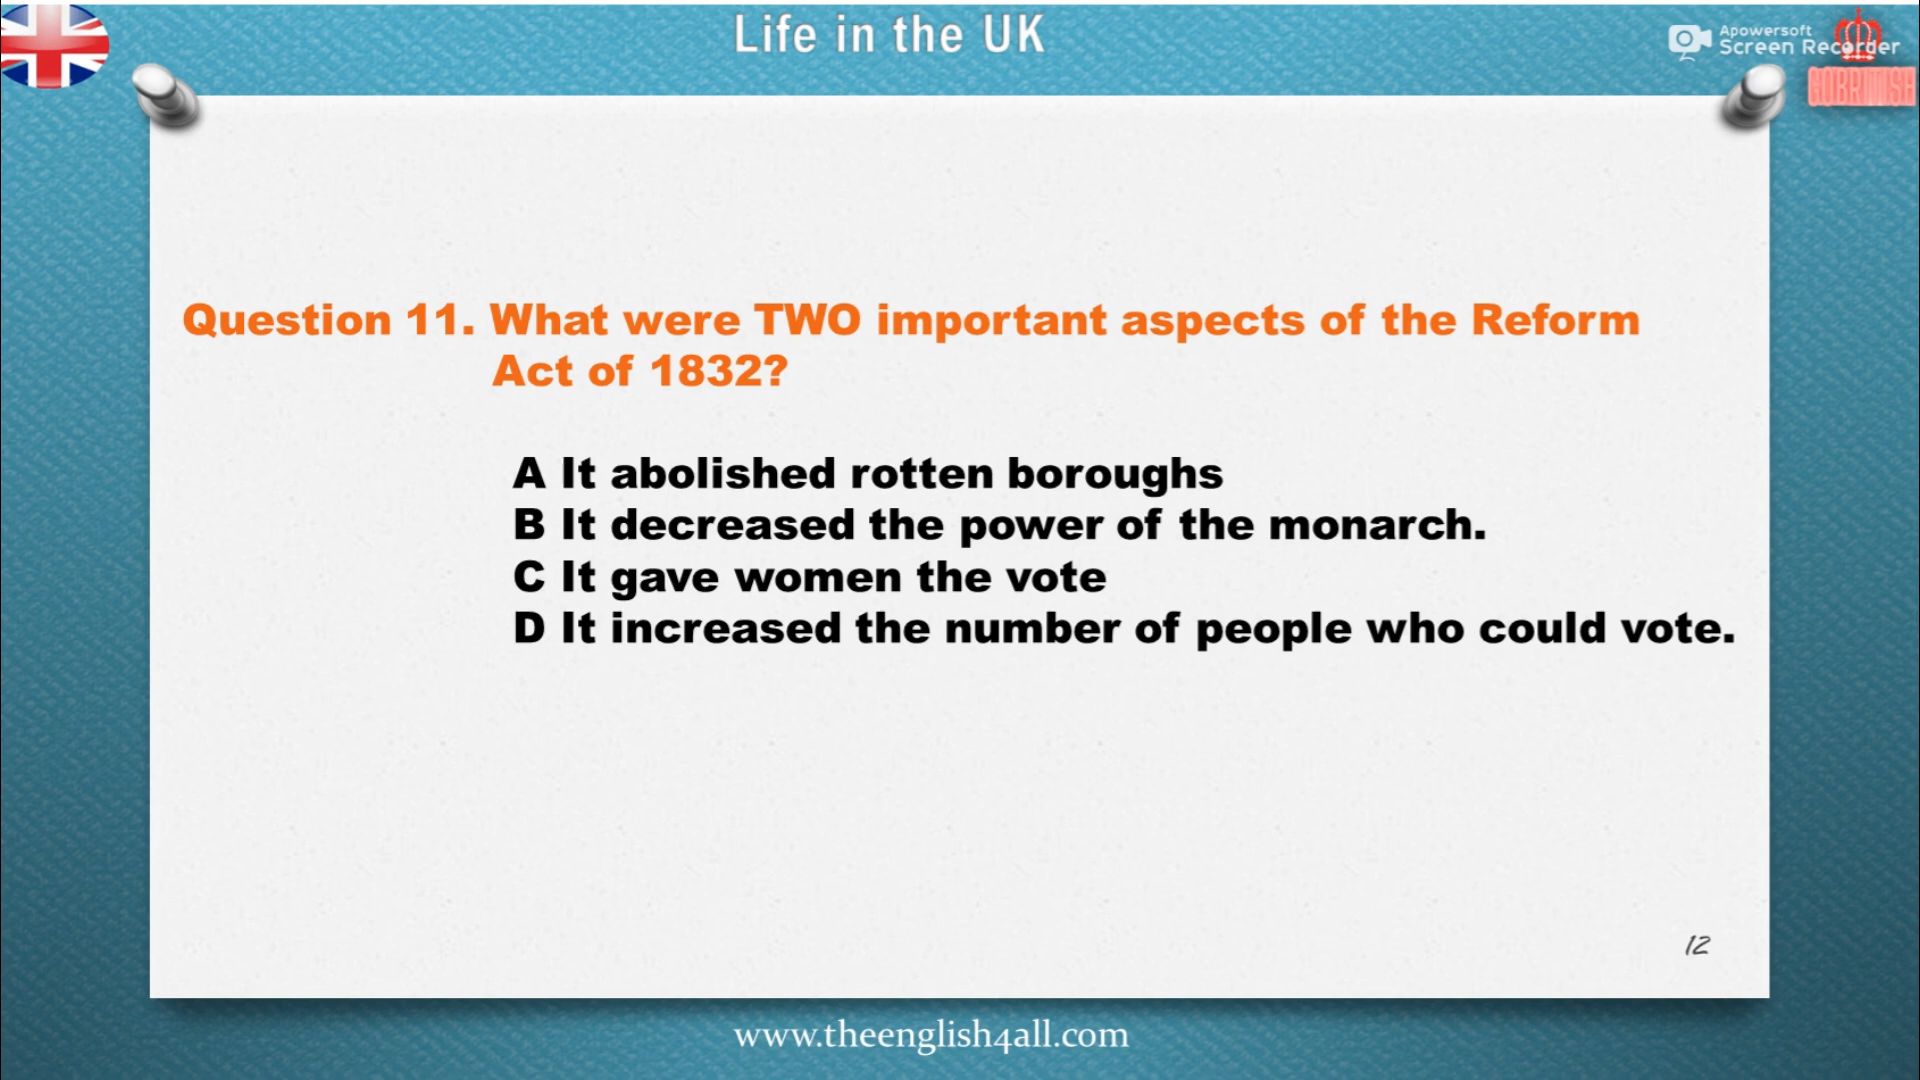 Life in the UK
Apowersoft
Screen Recorder
GOBRITISH
Question 11. What were TWO important aspects of the Reform
Act of 1832?
A It abolished rotten boroughs
B It decreased the power of the monarch.
C It gave women the vote
D It increased the number of people who could vote.
12
www.theenglish4all.com